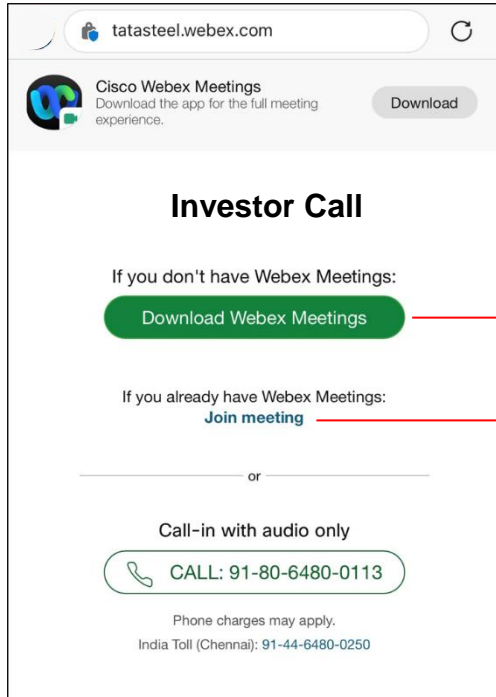 tatasteel.webex.com
Cisco Webex Meetings
Download the app for the full meeting
experience.
Download
Investor Call
If you don't have Webex Meetings:
Download Webex Meetings
If you already have Webex Meetings:
Join meeting
or
Call-in with audio only
CALL: 91-80-6480-0113
Phone charges may apply.
India Toll (Chennai): 91-44-6480-0250